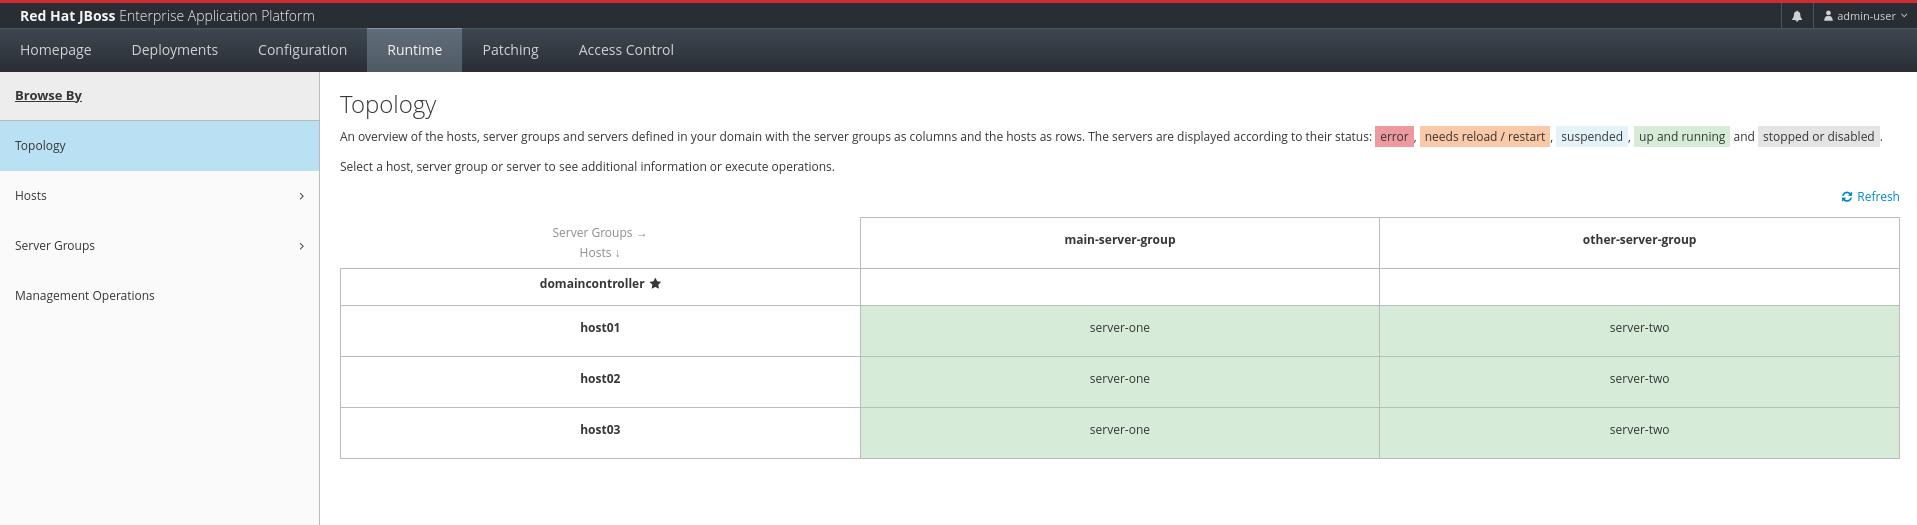 Red Hat JBoss Enterprise Application Platform
admin-user
Homepage Deployments Configuration Runtime Patching Access Control
Browse By
Topology
Hosts
Server Groups
Management Operations
Topology
An overview of the hosts, server groups and servers defined in your domain with the server groups as columns and the hosts as rows. The servers are displayed according to their status: error, needs reload / restart, suspended, up and running and stopped or disabled.
Select a host, server group or server to see additional information or execute operations.
Refresh
Server Groups →
Hosts ↓
main-server-group other-server-group
domaincontroller ★
host01 server-one server-two
host02 server-one server-two
host03 server-one server-two